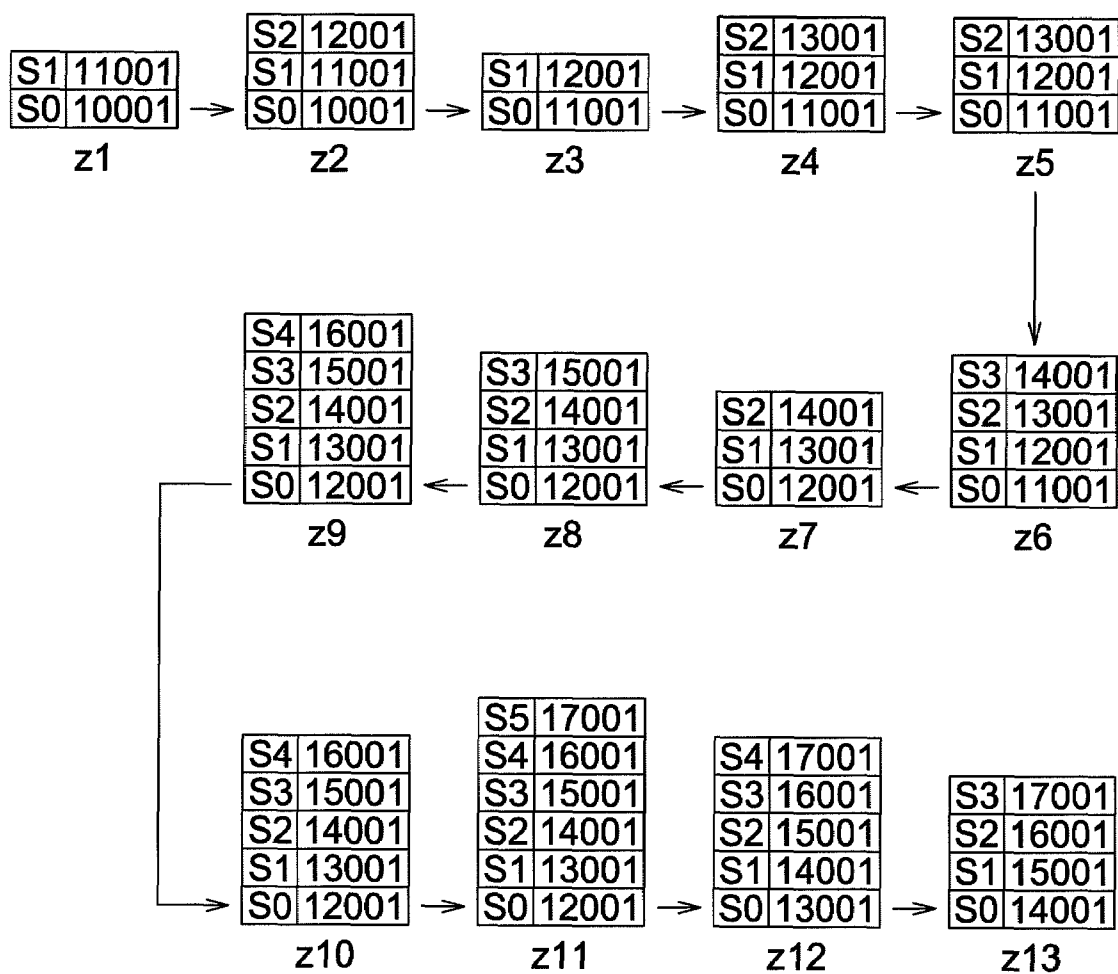 S1 11001
S0 10001
z1
S2 12001
S1 11001
S0 10001
z2
S1 12001
S0 11001
z3
S2 13001
S1 12001
S0 11001
z4
S2 13001
S1 12001
S0 11001
z5
S3 14001
S2 13001
S1 12001
S0 11001
z6
S2 14001
S1 13001
S0 12001
z7
S3 15001
S2 14001
S1 13001
S0 12001
z8
S4 16001
S3 15001
S2 14001
S1 13001
S0 12001
z9
S4 16001
S3 15001
S2 14001
S1 13001
S0 12001
z10
S5 17001
S4 16001
S3 15001
S2 14001
S1 13001
S0 12001
z11
S4 17001
S3 16001
S2 15001
S1 14001
S0 13001
z12
S3 17001
S2 16001
S1 15001
S0 14001
z13